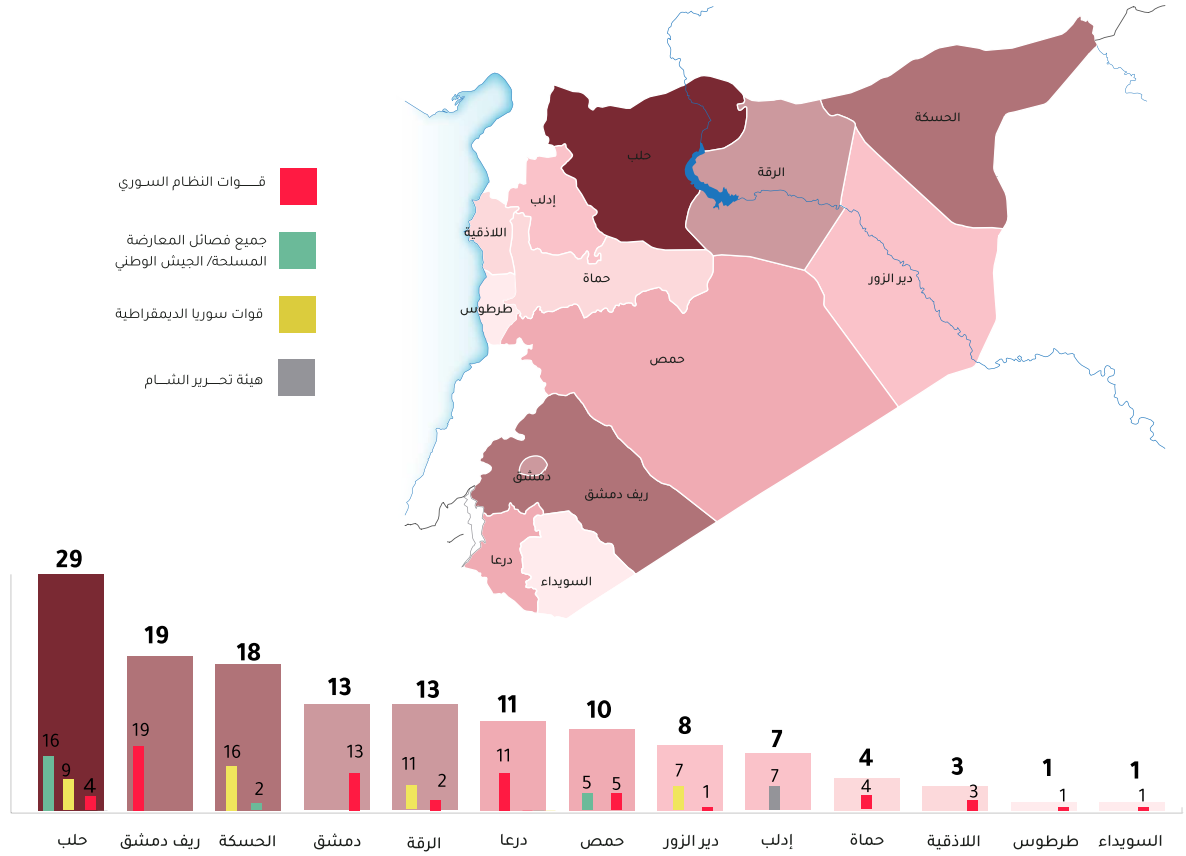 الحسكة
حلب
الرقة
إدلب
اللاذقية
حماة
دير الزور
طرطوس
حمص
دمشق
ريف دمشق
درعا
السويداء
قـــوات النظام السوري
جميع فصائل المعارضة
المسلحة/ الجيش الوطني
قوات سوريا الديمقراطية
هيئة تحـــرير الشـــام
29
19
18
13
13
11
10
8
7
4
3
1
1
16
9
4
19
16
2
13
11
2
11
5
5
7
1
7
4
3
1
1
حلب
ريف دمشق
الحسكة
دمشق
الرقة
درعا
حمص
دير الزور
إدلب
حماة
اللاذقية
طرطوس
السويداء